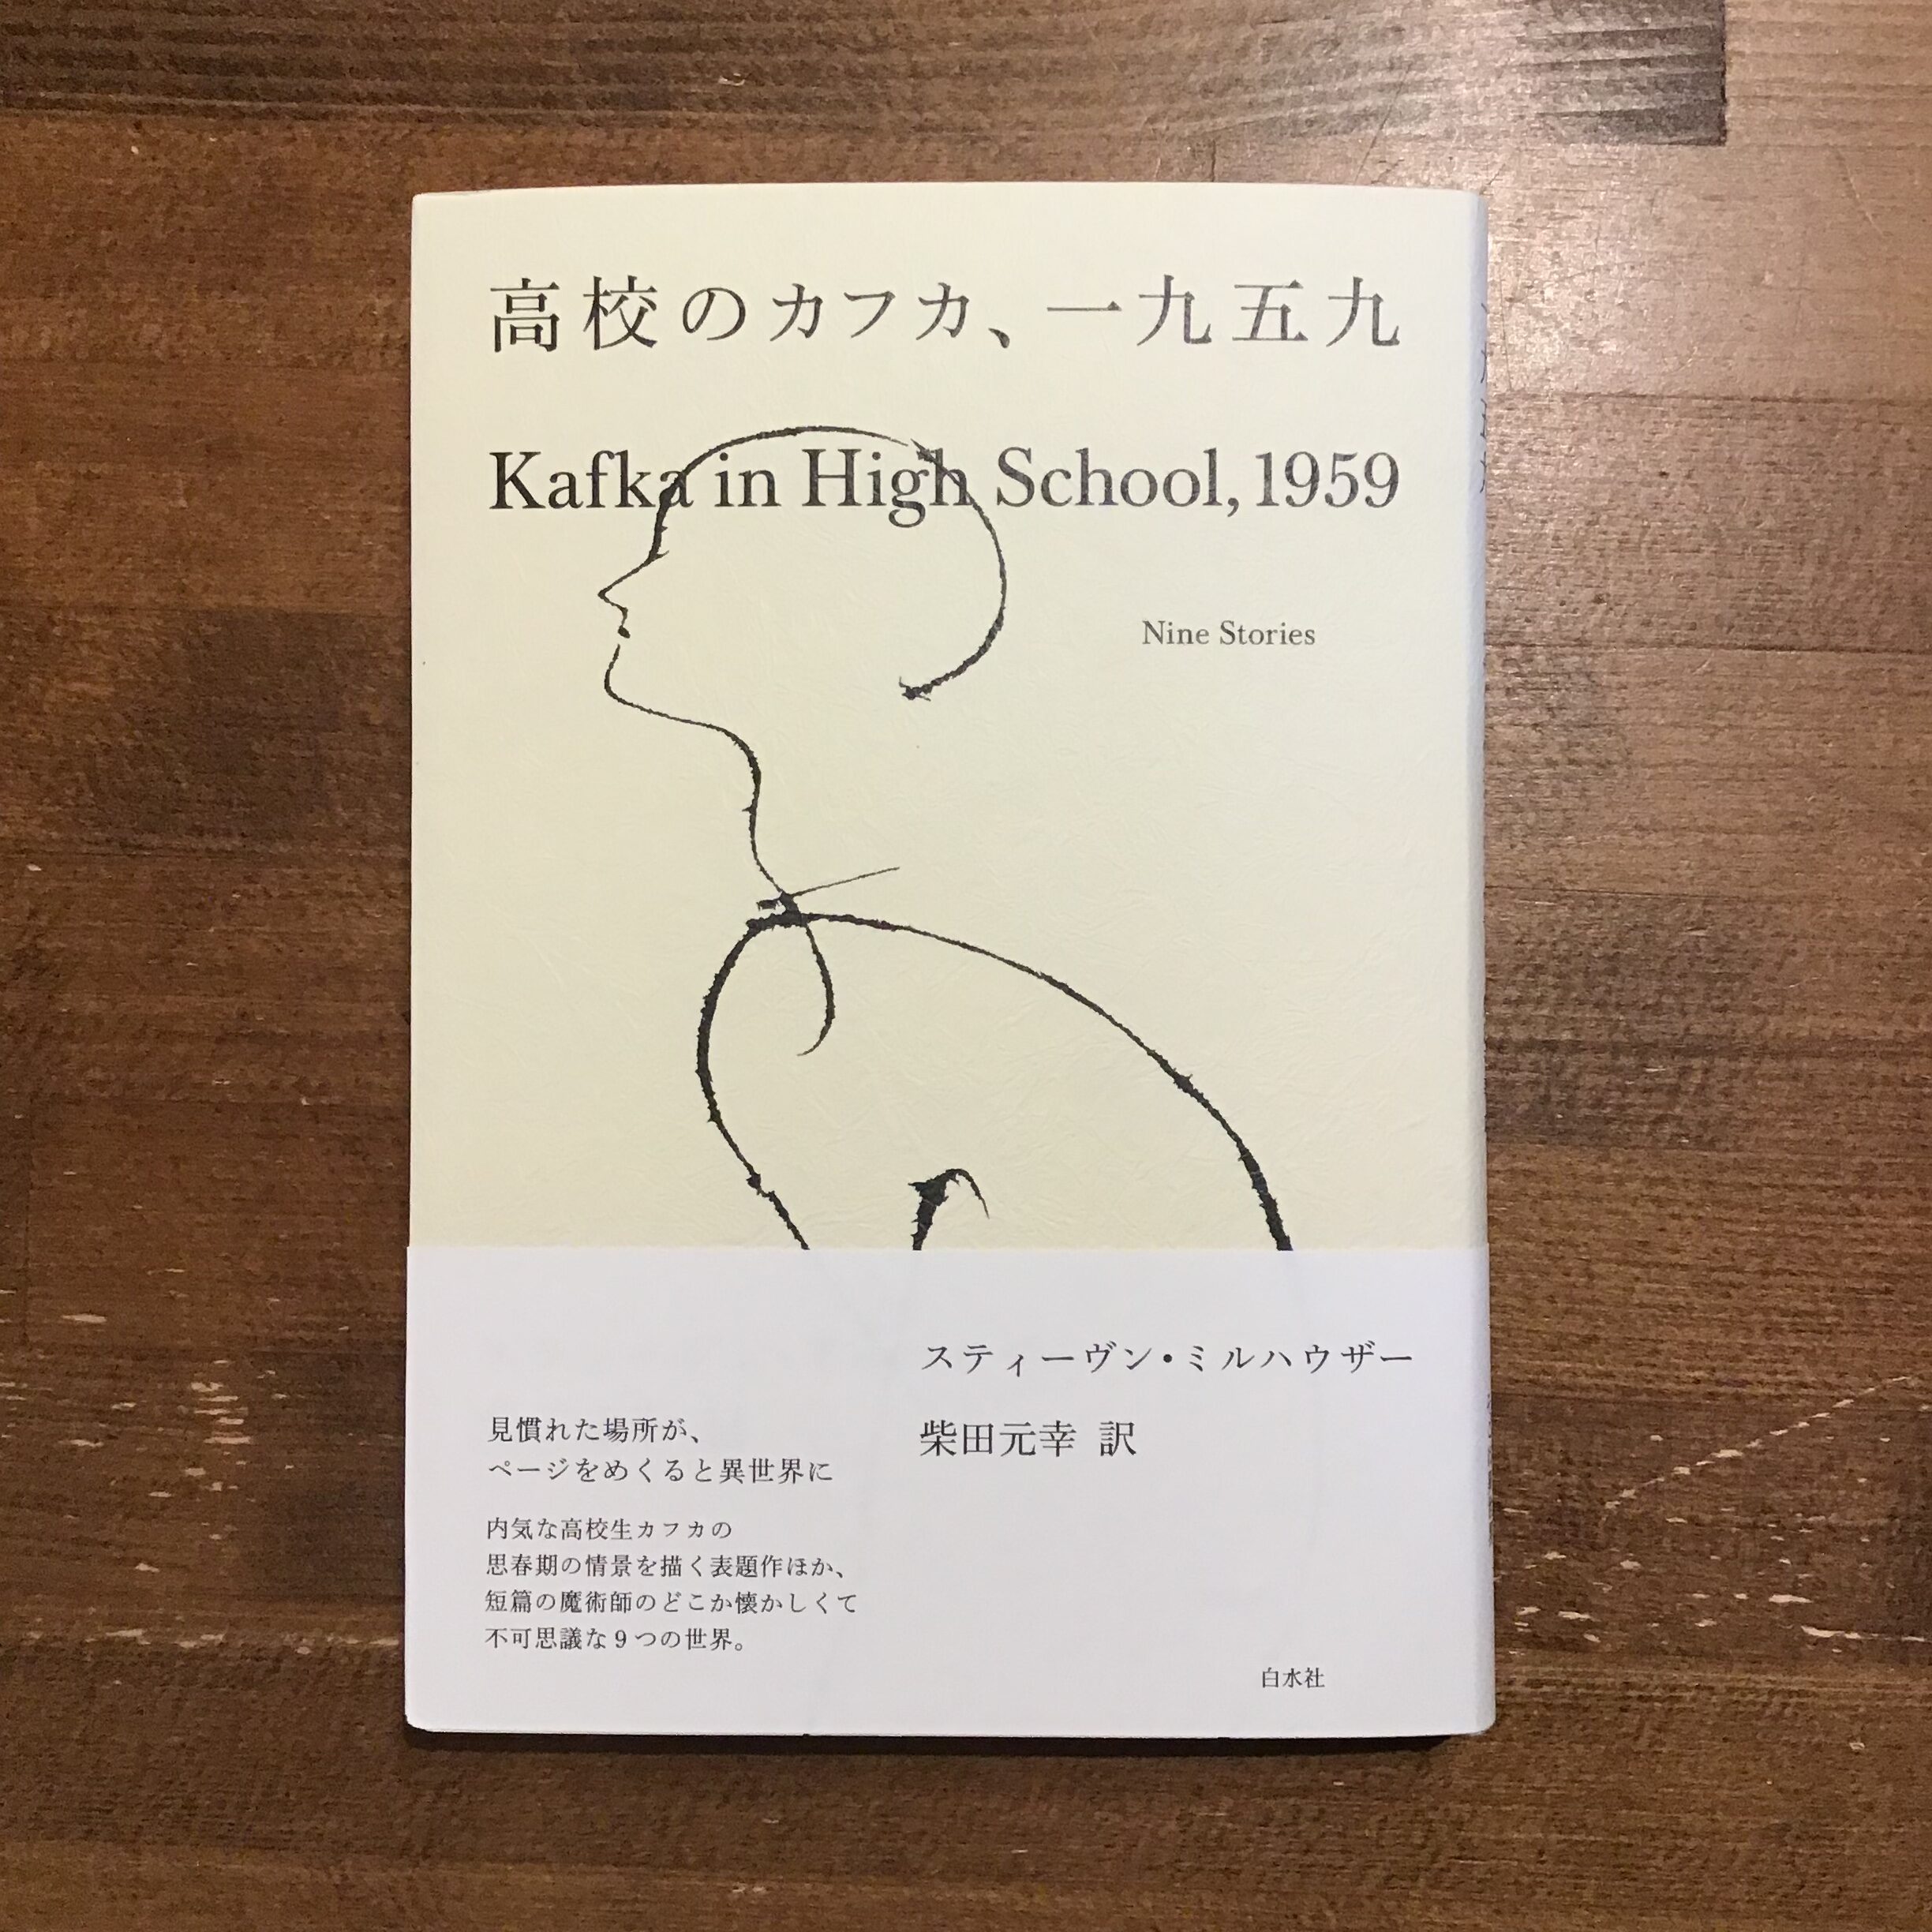 高校のカフカ、一九五九
Kafka in High School, 1959
Nine Stories
スティーヴン・ミルハウザー
柴田元幸 訳
見慣れた場所が、
ページをめくると異世界に
内気な高校生カフカの
思春期の情景を描く表題作ほか、
短篇の魔術師のどこか懐かしくて
不可思議な9つの世界。
白水社